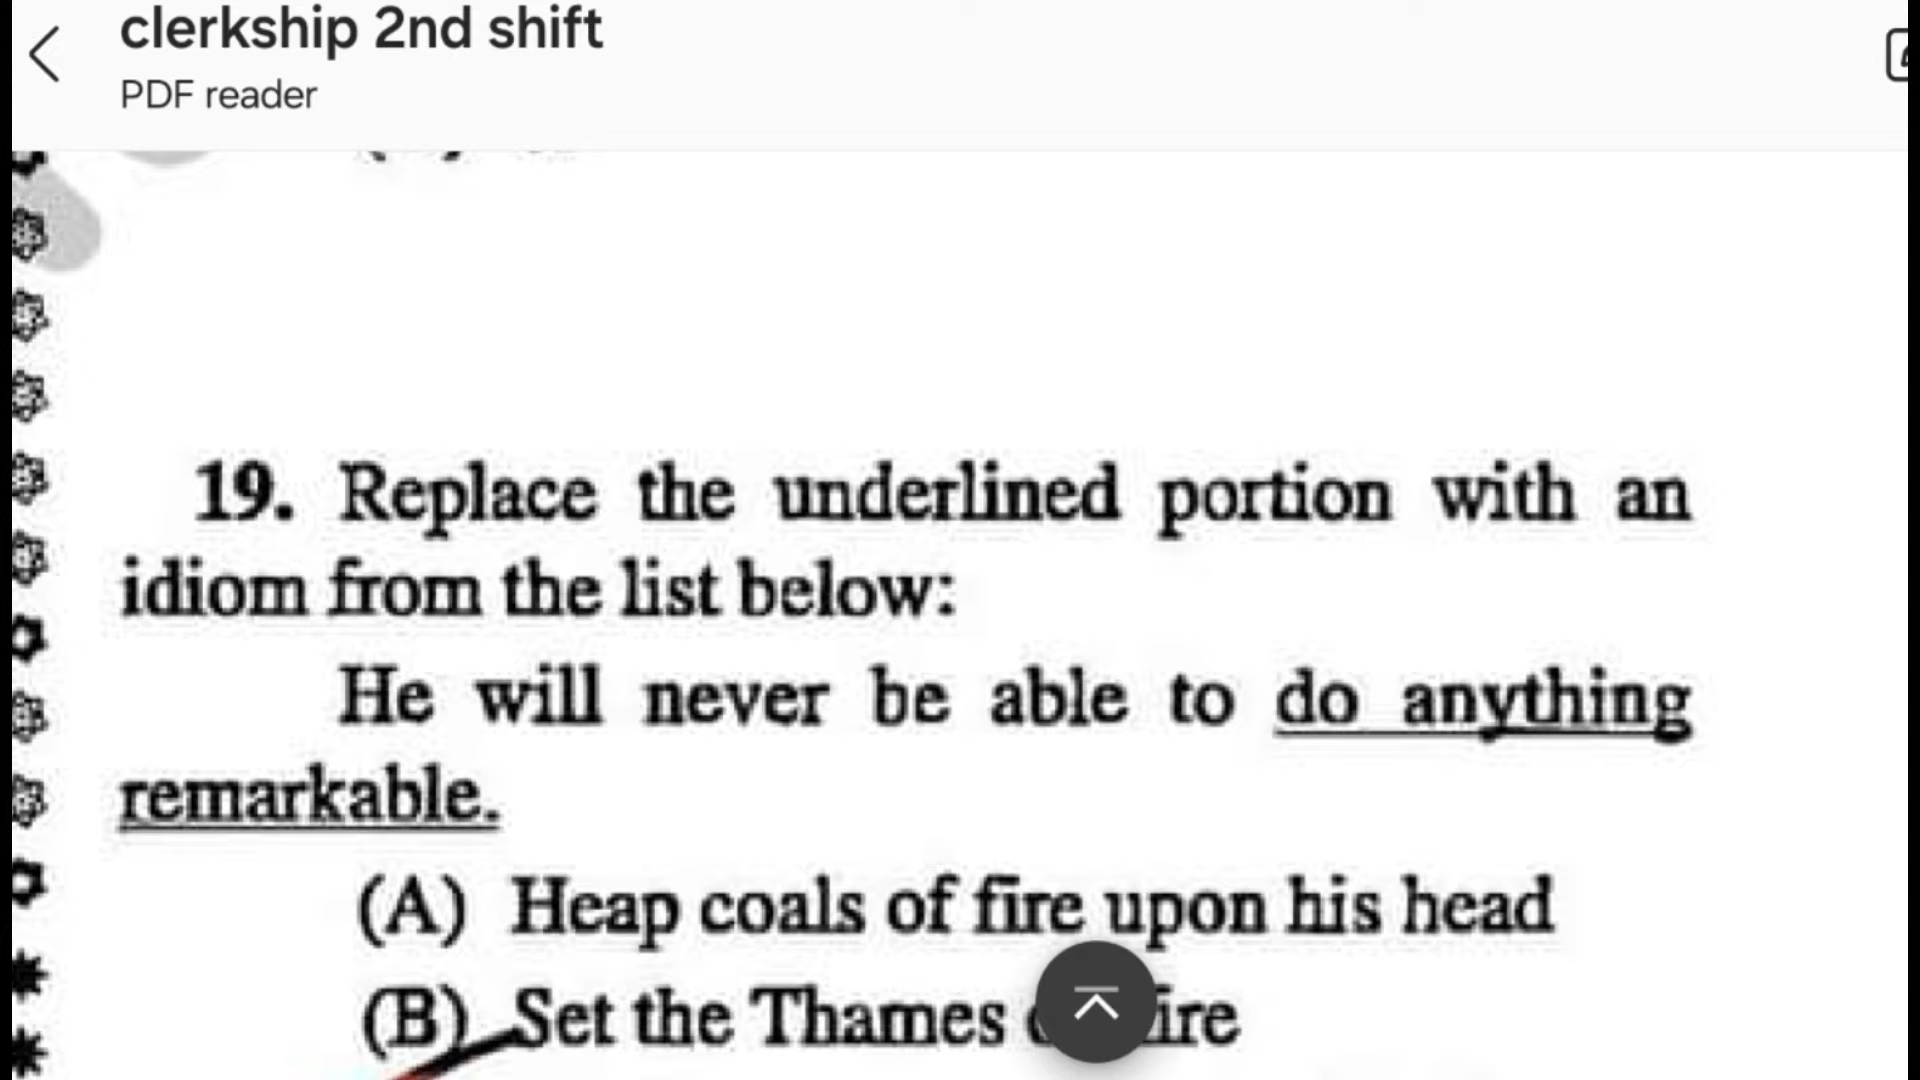 clerkship 2nd shift
PDF reader
19. Replace the underlined portion with an
idiom from the list below:
He will never be able to do anything
remarkable.
(A) Heap coals of fire upon his head
(B) Set the Thames